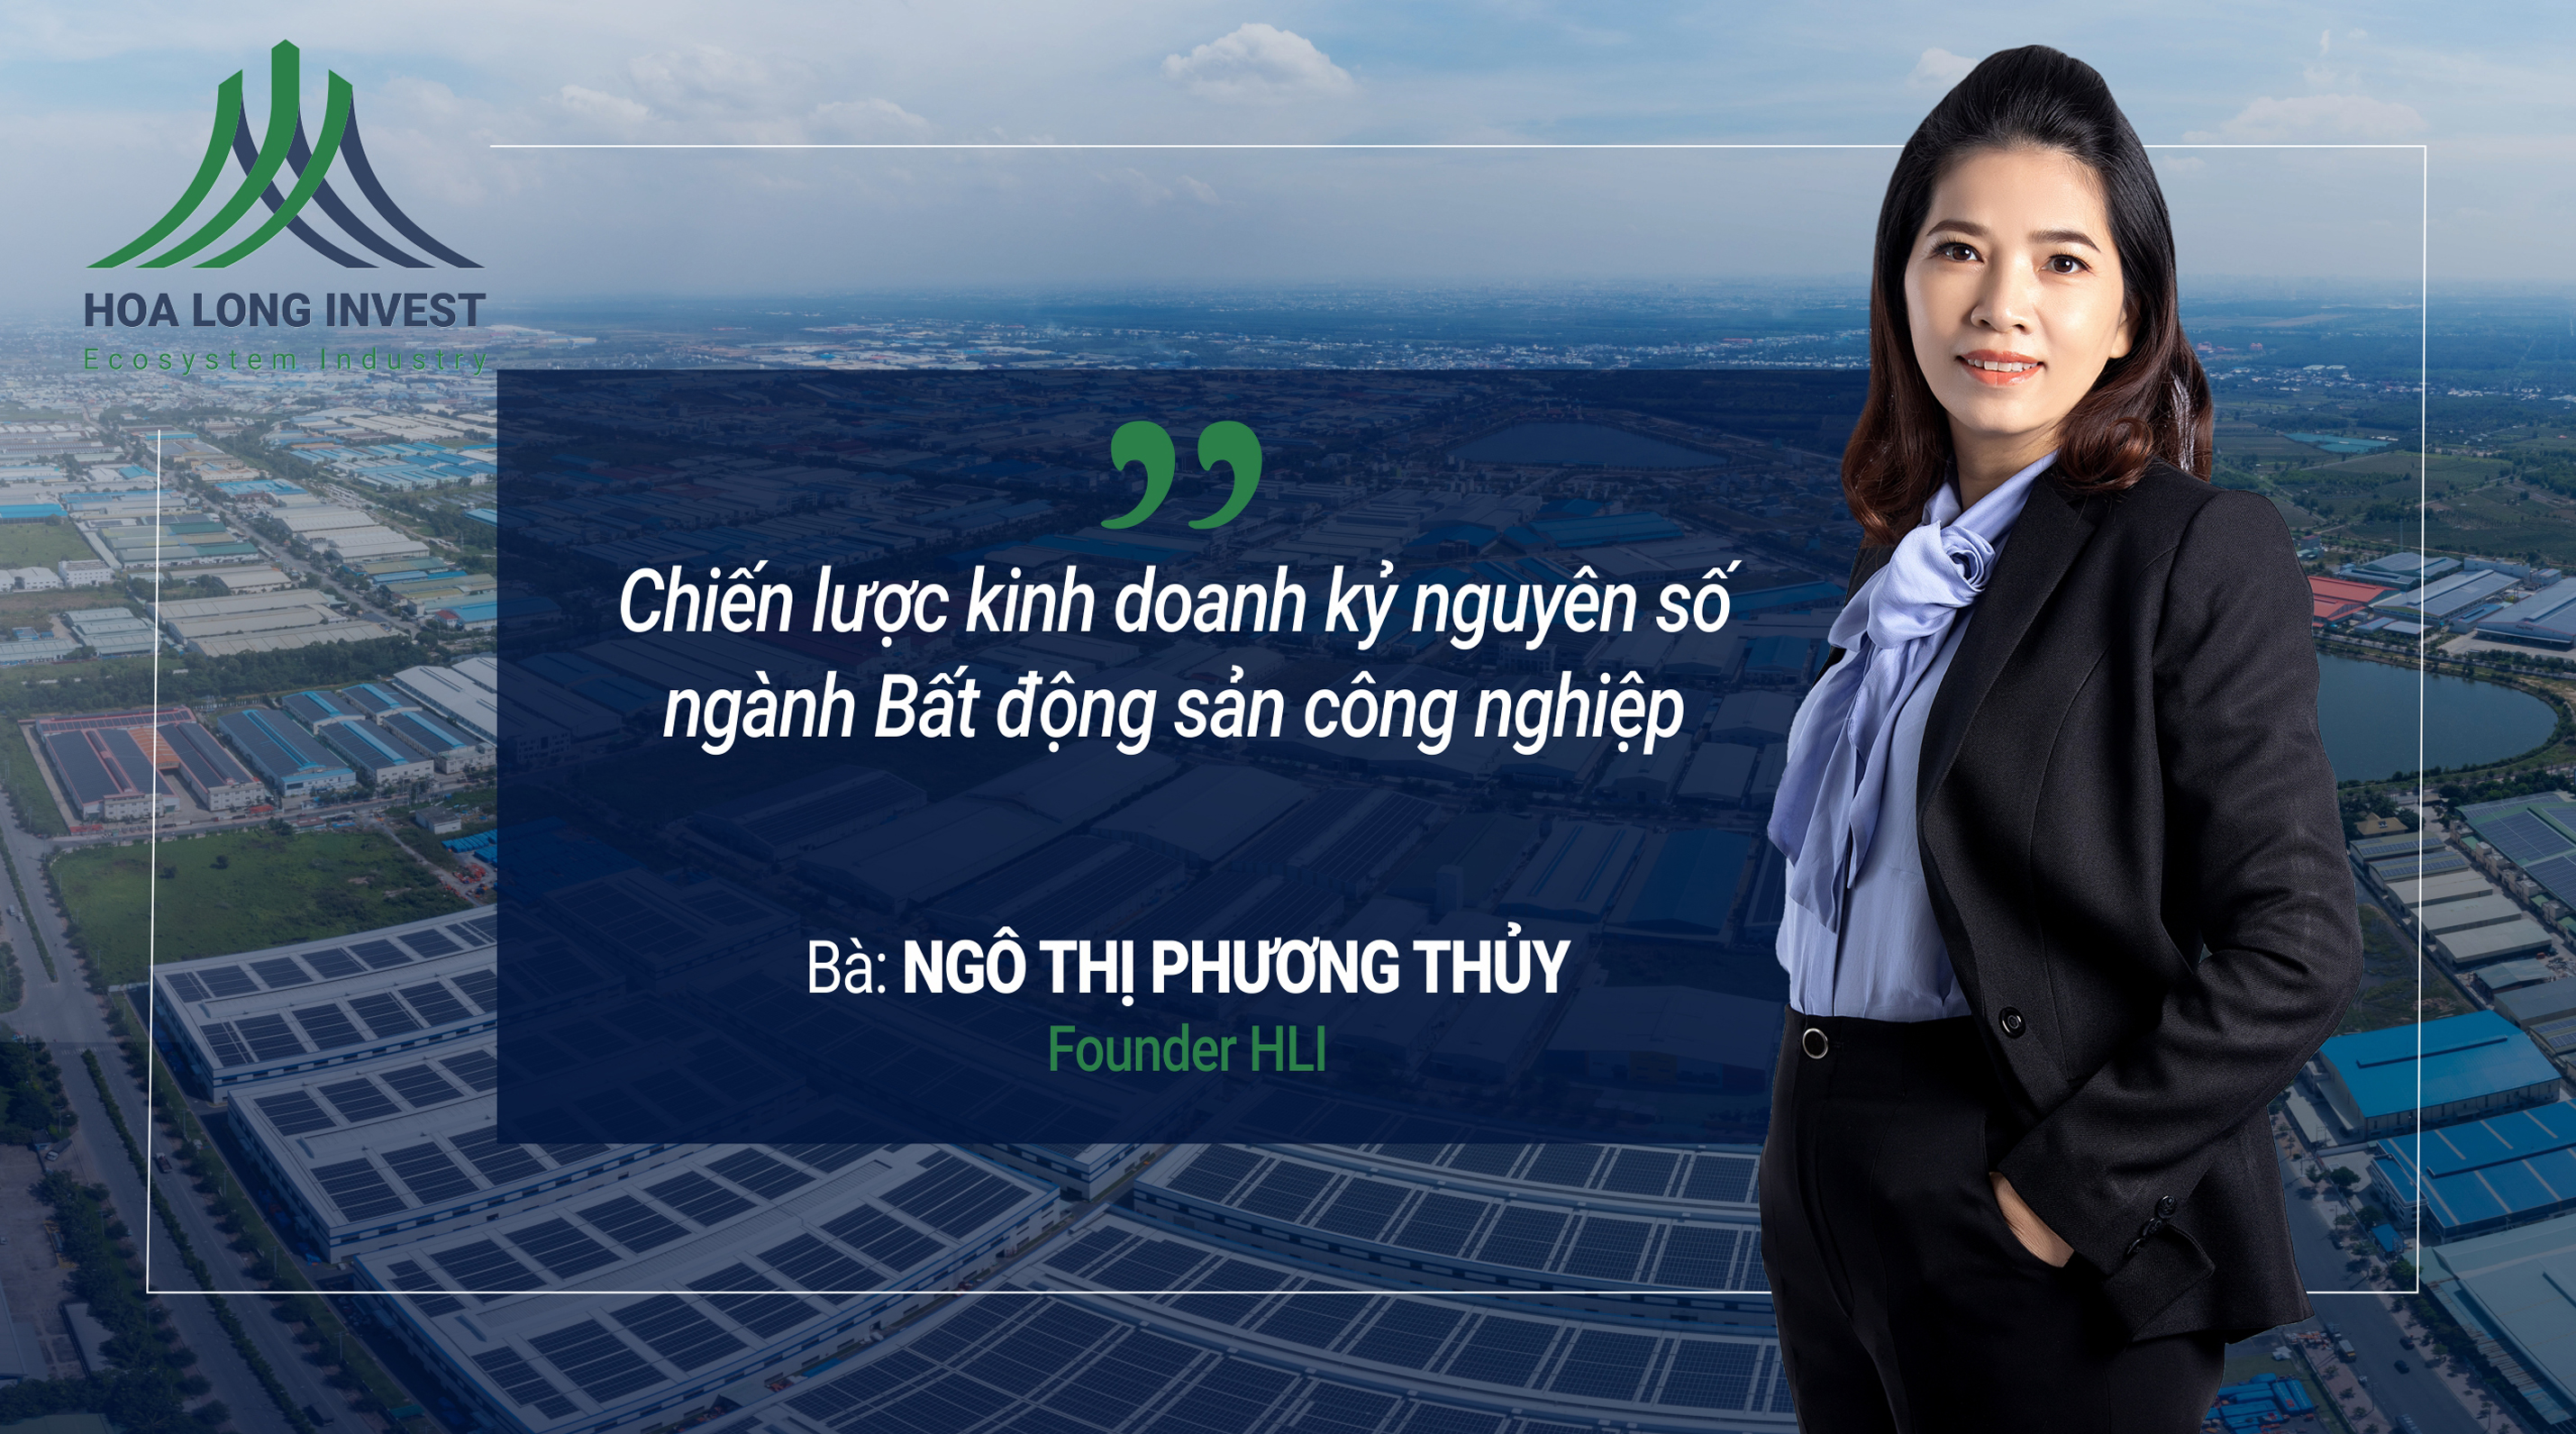 HOA LONG INVEST
Ecosystem Industry
”
Chiến lược kinh doanh kỷ nguyên số
ngành Bất động sản công nghiệp
Bà: NGÔ THỊ PHƯƠNG THỦY
Founder HLI